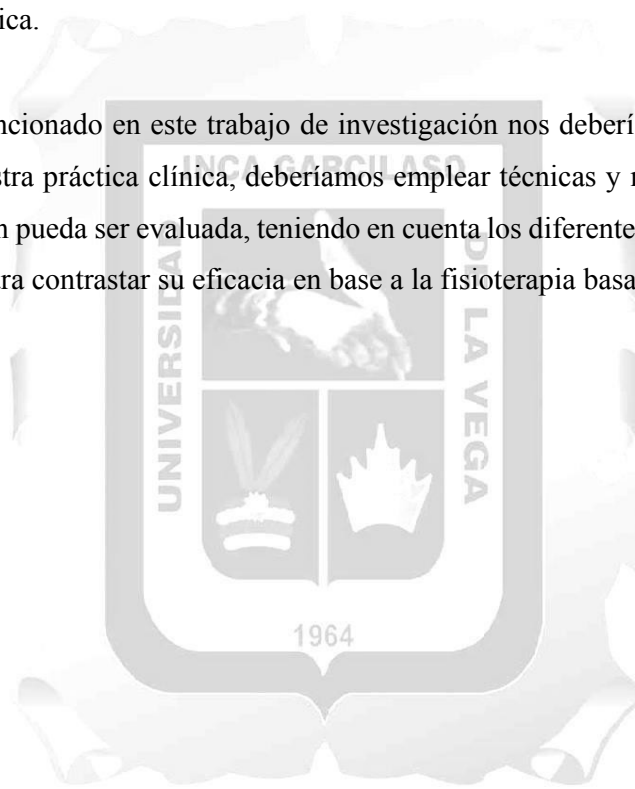 ica.
ncionado en este trabajo de investigación nos deberí
stra práctica clínica, deberíamos emplear técnicas y
n pueda ser evaluada, teniendo en cuenta los diferente
ra contrastar su eficacia en base a la fisioterapia basa
INCA GARCILASO
UNIVERSIDAD
DE LA VEGA
1964